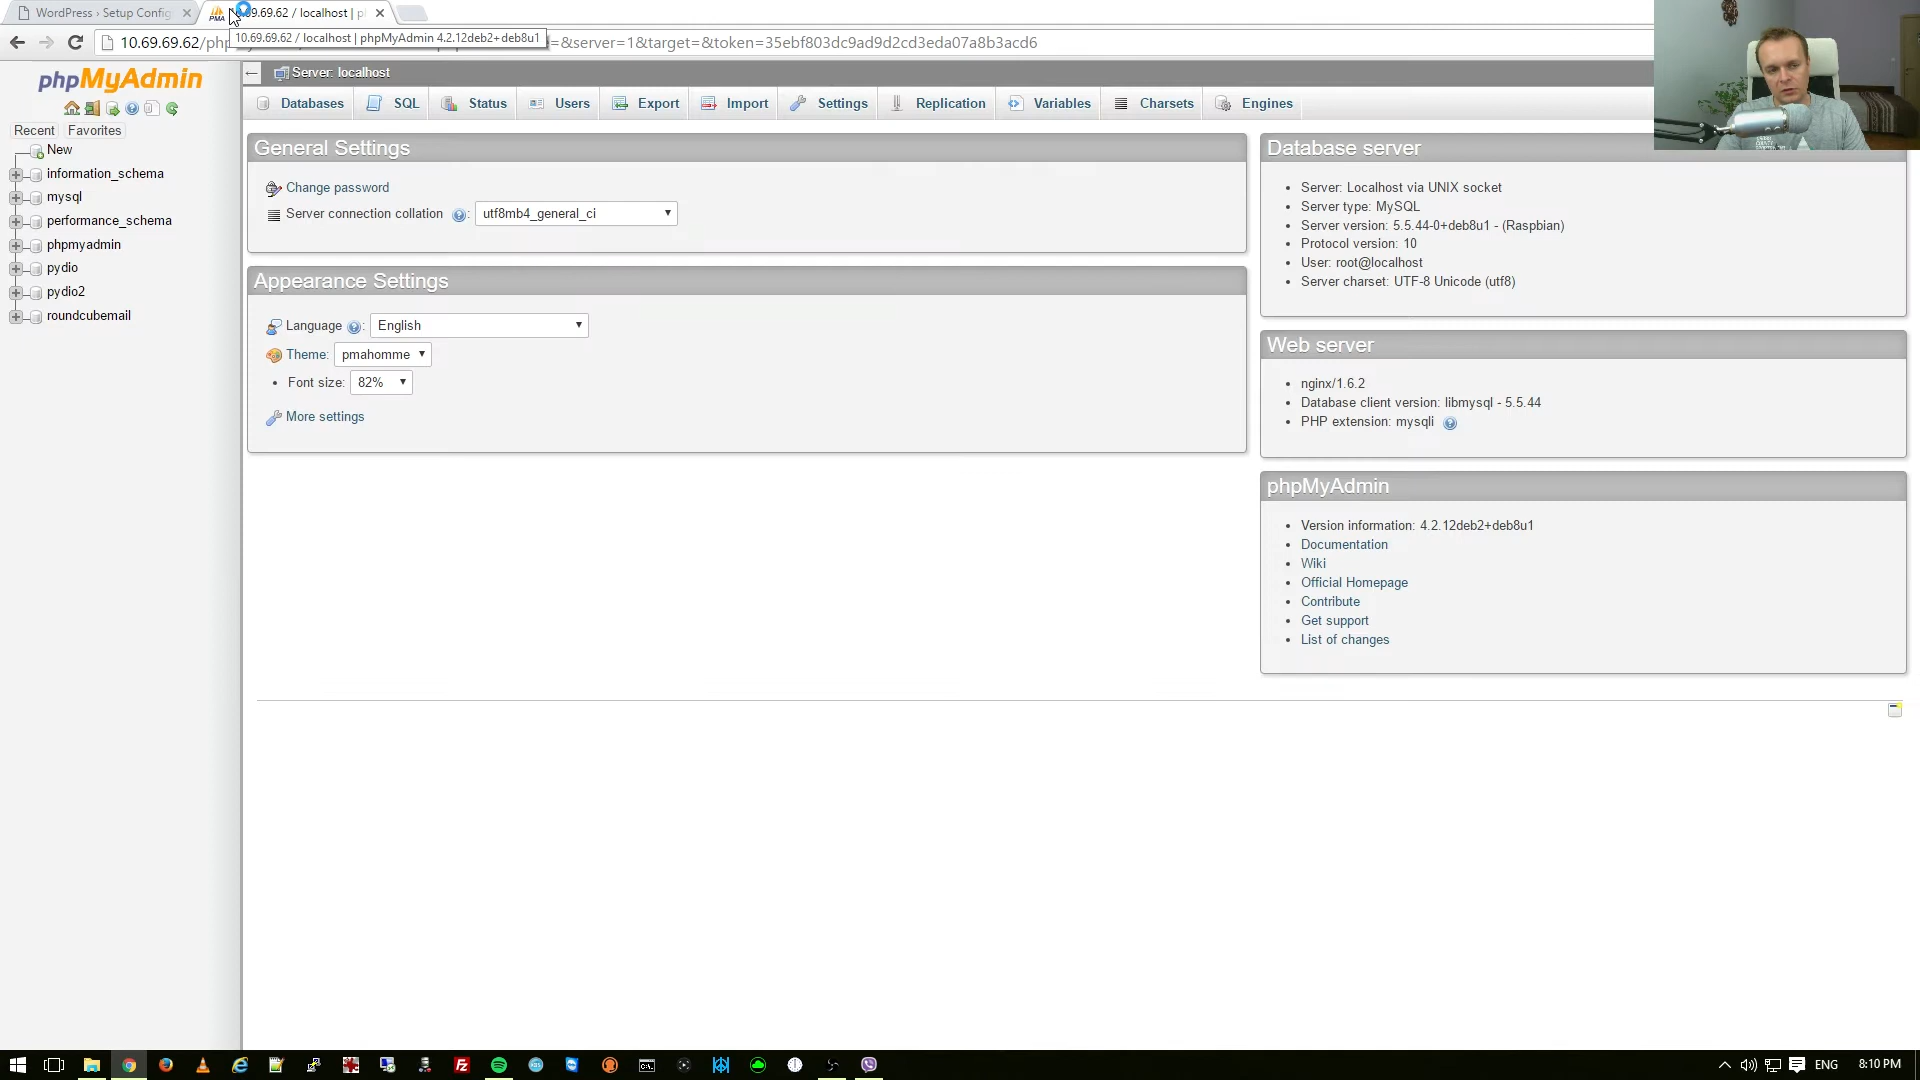 WordPress › Setup Config
PMA
10.69.69.62 / localhost | p
10.69.69.62/php
=&server=1&target=&token=35ebf803dc9ad9d2cd3eda07a8b3acd6
10.69.69.62 / localhost | phpMyAdmin 4.2.12deb2+deb8u1
phpMyAdmin
Recent Favorites
New
information_schema
mysql
performance_schema
phpmyadmin
pydio
pydio2
roundcubemail
Server: localhost
Databases SQL Status Users Export Import Settings Replication Variables Charsets Engines
General Settings
Change password
Server connection collation : utf8mb4_general_ci
Appearance Settings
Language : English
Theme: pmahomme
Font size: 82%
More settings
Database server
Server: Localhost via UNIX socket
Server type: MySQL
Server version: 5.5.44-0+deb8u1 - (Raspbian)
Protocol version: 10
User: root@localhost
Server charset: UTF-8 Unicode (utf8)
Web server
nginx/1.6.2
Database client version: libmysql - 5.5.44
PHP extension: mysqli
phpMyAdmin
Version information: 4.2.12deb2+deb8u1
Documentation
Wiki
Official Homepage
Contribute
Get support
List of changes
ENG
8:10 PM